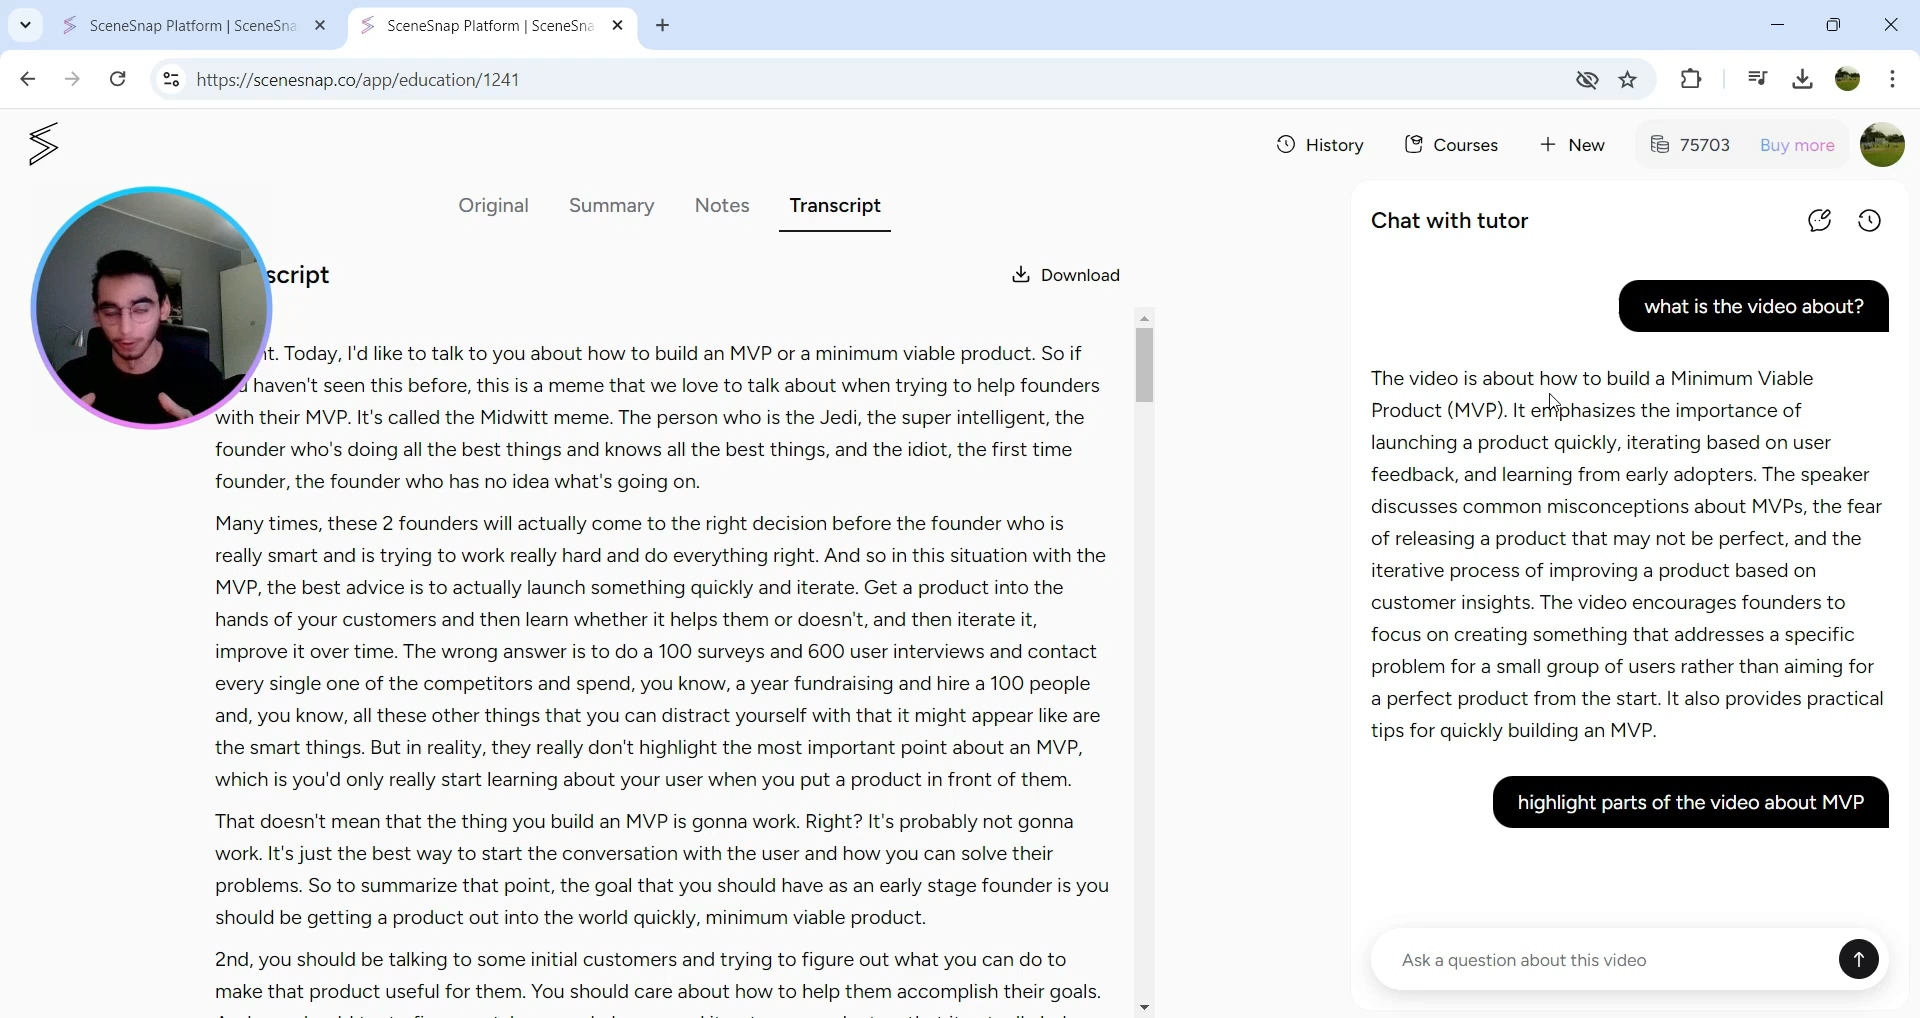 SceneSnap Platform | SceneSna
SceneSnap Platform | SceneSna
https://scenesnap.co/app/education/1241
History
Courses
New
75703
Buy more
Original
Summary
Notes
Transcript
script
Download
t. Today, I'd like to talk to you about how to build an MVP or a minimum viable product. So if
haven't seen this before, this is a meme that we love to talk about when trying to help founders
with their MVP. It's called the Midwitt meme. The person who is the Jedi, the super intelligent, the
founder who's doing all the best things and knows all the best things, and the idiot, the first time
founder, the founder who has no idea what's going on.
Many times, these 2 founders will actually come to the right decision before the founder who is
really smart and is trying to work really hard and do everything right. And so in this situation with the
MVP, the best advice is to actually launch something quickly and iterate. Get a product into the
hands of your customers and then learn whether it helps them or doesn't, and then iterate it,
improve it over time. The wrong answer is to do a 100 surveys and 600 user interviews and contact
every single one of the competitors and spend, you know, a year fundraising and hire a 100 people
and, you know, all these other things that you can distract yourself with that it might appear like are
the smart things. But in reality, they really don't highlight the most important point about an MVP,
which is you'd only really start learning about your user when you put a product in front of them.
That doesn't mean that the thing you build an MVP is gonna work. Right? It's probably not gonna
work. It's just the best way to start the conversation with the user and how you can solve their
problems. So to summarize that point, the goal that you should have as an early stage founder is you
should be getting a product out into the world quickly, minimum viable product.
2nd, you should be talking to some initial customers and trying to figure out what you can do to
make that product useful for them. You should care about how to help them accomplish their goals.
Chat with tutor
what is the video about?
The video is about how to build a Minimum Viable
Product (MVP). It emphasizes the importance of
launching a product quickly, iterating based on user
feedback, and learning from early adopters. The speaker
discusses common misconceptions about MVPs, the fear
of releasing a product that may not be perfect, and the
iterative process of improving a product based on
customer insights. The video encourages founders to
focus on creating something that addresses a specific
problem for a small group of users rather than aiming for
a perfect product from the start. It also provides practical
tips for quickly building an MVP.
highlight parts of the video about MVP
Ask a question about this video